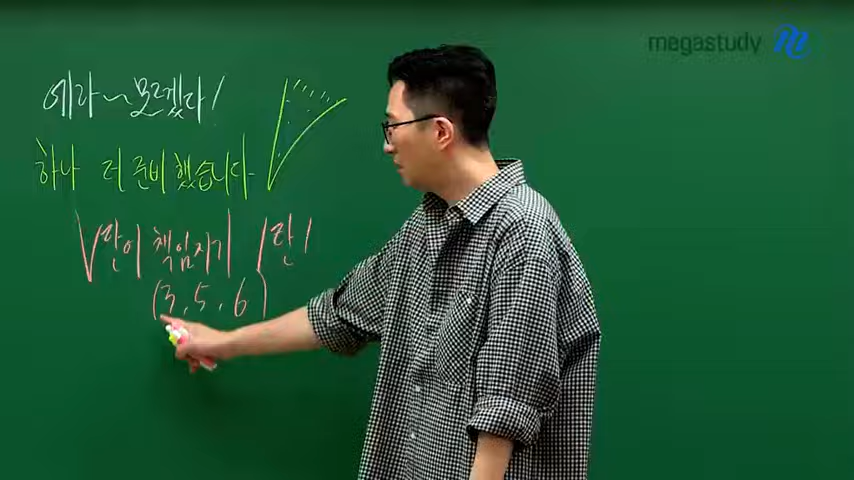 megastudy
에라~모르겠다!
하나 더 준비했습니다
많이 책임지기 란!
(3, 5, 6)